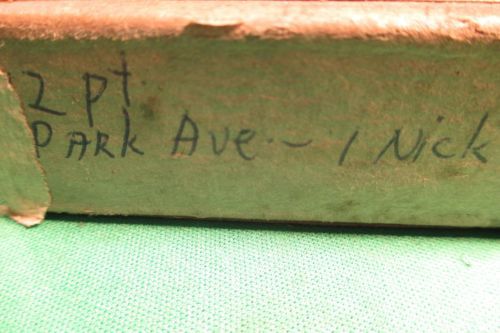 2 pt.
PARK Ave. - 1 Nick